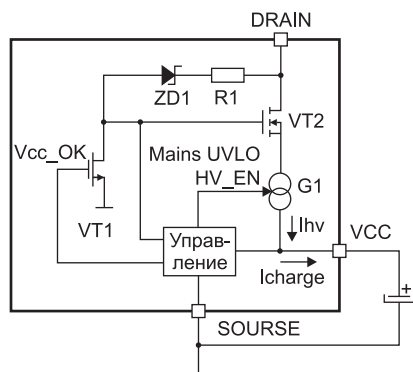 DRAIN
ZD1
R1
VT2
Vcc_OK
Mains UVLO
HV_EN
G1
VT1
Ihv
VCC
Управ-
ление
Icharge
+
SOURSE